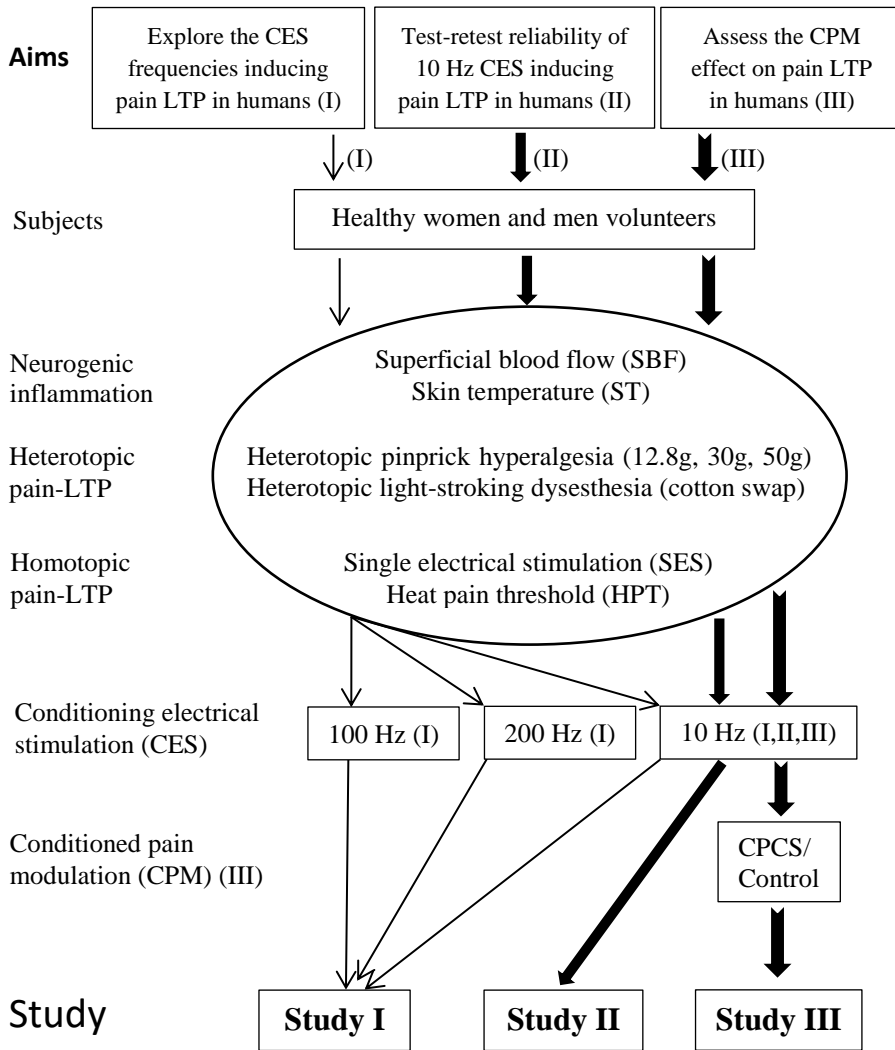 Aims
Explore the CES
frequencies inducing
pain LTP in humans (I)
Test-retest reliability of
10 Hz CES inducing
pain LTP in humans (II)
Assess the CPM
effect on pain LTP
in humans (III)
(I)
(II)
(III)
Subjects
Healthy women and men volunteers
Neurogenic
inflammation
Superficial blood flow (SBF)
Skin temperature (ST)
Heterotopic
pain-LTP
Heterotopic pinprick hyperalgesia (12.8g, 30g, 50g)
Heterotopic light-stroking dysesthesia (cotton swap)
Homotopic
pain-LTP
Single electrical stimulation (SES)
Heat pain threshold (HPT)
Conditioning electrical
stimulation (CES)
100 Hz (I)
200 Hz (I)
10 Hz (I,II,III)
Conditioned pain
modulation (CPM) (III)
CPCS/
Control
Study
Study I
Study II
Study III